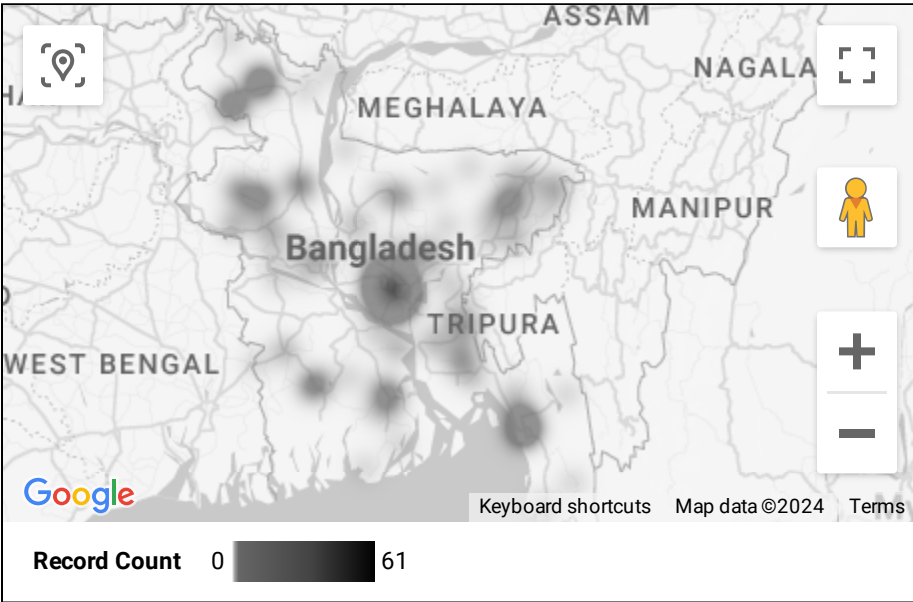 ASSAM
NAGALA
MEGHALAYA
MANIPUR
Bangladesh
TRIPURA
WEST BENGAL
Google
Keyboard shortcuts Map data ©2024 Terms
Record Count 0 61